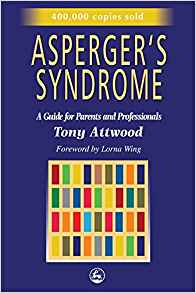 400,000 copies sold
ASPERGER'S
SYNDROME
A Guide for Parents and Professionals
Tony Attwood
Foreword by Lorna Wing